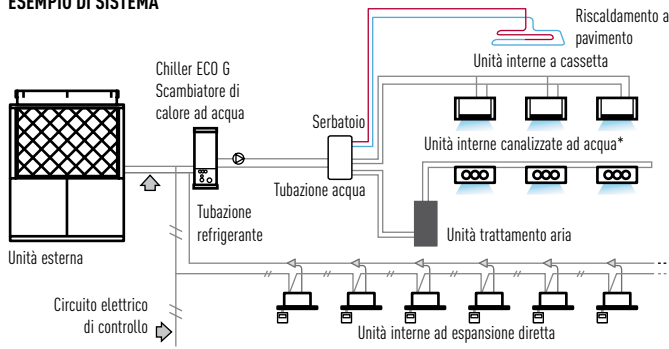 ESEMPIO DI SISTEMA
Riscaldamento a
pavimento
Unità interne a cassetta
Chiller ECO G
Scambiatore di
calore ad acqua
Serbatoio
Unità interne canalizzate ad acqua*
Tubazione acqua
Tubazione
refrigerante
Unità trattamento aria
Unità esterna
Circuito elettrico
di controllo
Unità interne ad espansione diretta